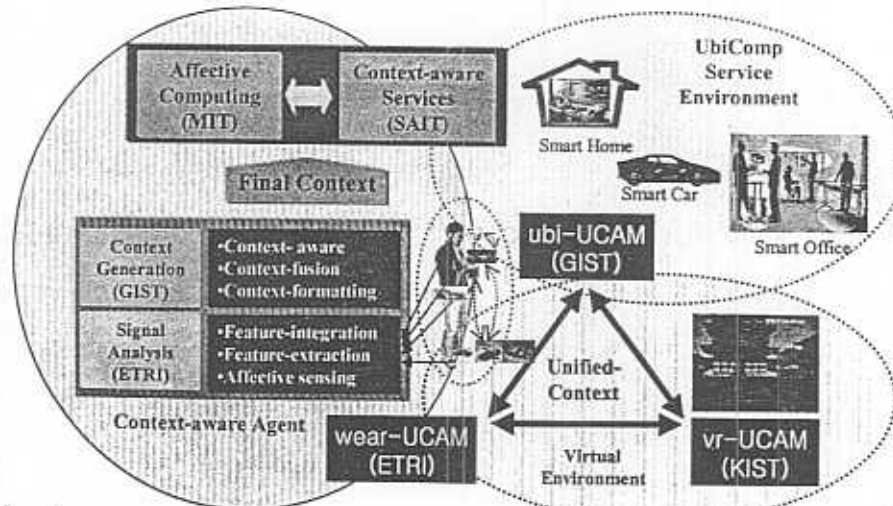 Affective
Computing
(MIT)
Context-aware
Services
(SAIT)
UbiComp
Service
Environment
Smart Home
Smart Car
Smart Office
Final Context
Context
Generation
(GIST)
•Context- aware
•Context-fusion
•Context-formatting
Signal
Analysis
(ETRI)
•Feature-integration
•Feature-extraction
•Affective sensing
Context-aware Agent
ubi-UCAM
(GIST)
Unified-
Context
wear-UCAM
(ETRI)
Virtual
Environment
vr-UCAM
(KIST)